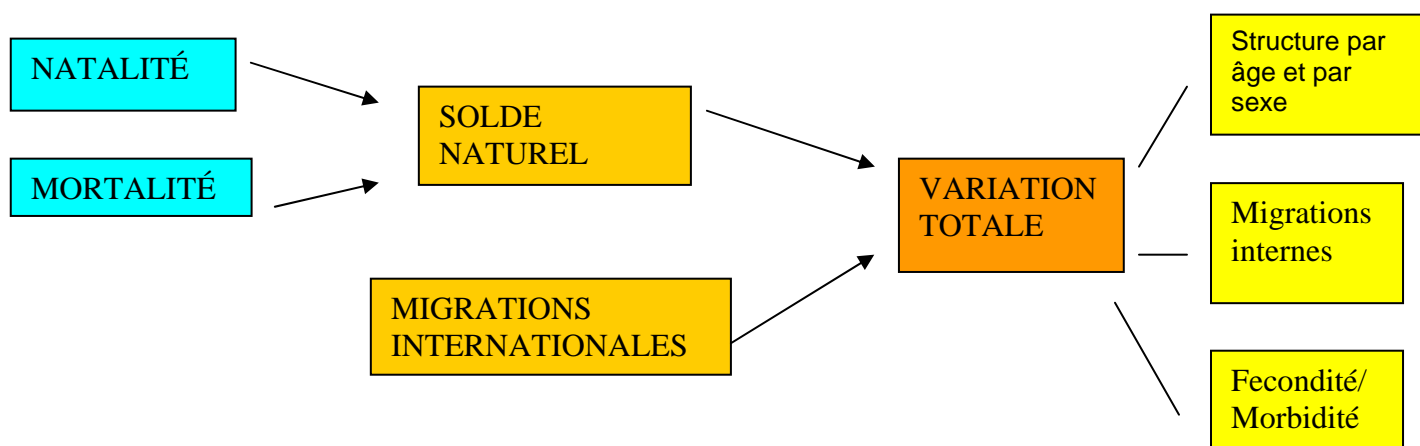 NATALITÉ
MORTALITÉ
SOLDE
NATUREL
MIGRATIONS
INTERNATIONALES
VARIATION
TOTALE
Structure par
âge et par
sexe
Migrations
internes
Fecondité/
Morbidité